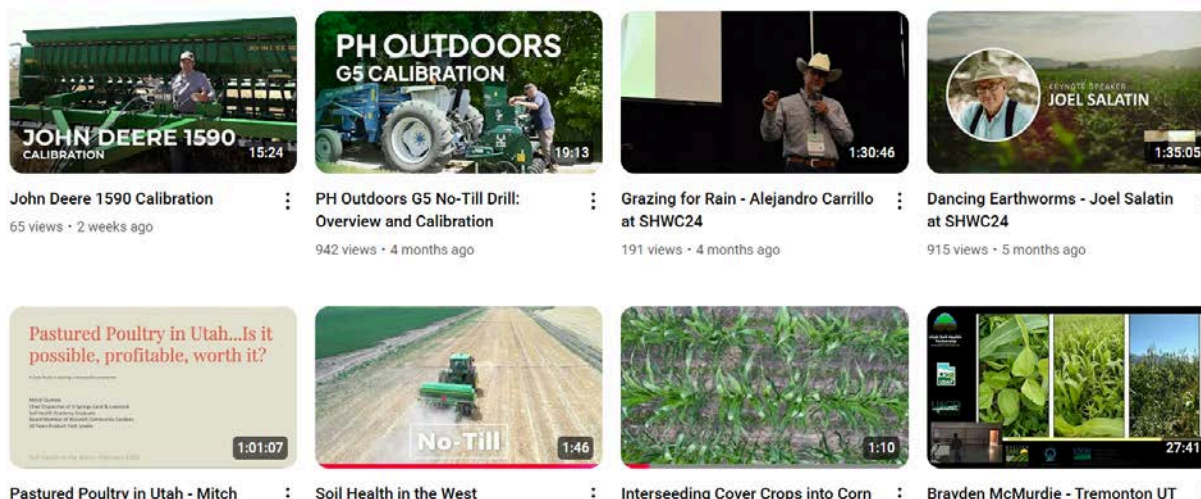 JOHN DEERE 1590
CALIBRATION
15:24
PH OUTDOORS
G5 CALIBRATION
19:13
1:30:46
KEYNOTE SPEAKER
JOEL SALATIN
1:35:05
John Deere 1590 Calibration
65 views • 2 weeks ago
PH Outdoors G5 No-Till Drill:
Overview and Calibration
942 views • 4 months ago
Grazing for Rain - Alejandro Carrillo
at SHWC24
191 views • 4 months ago
Dancing Earthworms - Joel Salatin
at SHWC24
915 views • 5 months ago
Pastured Poultry in Utah...Is it
possible, profitable, worth it?
1:01:07
No-Till
1:46
1:10
27:41
Pastured Poultry in Utah - Mitch
Soil Health in the West
Interseeding Cover Crops into Corn
Brayden McMurdie - Tremonton UT